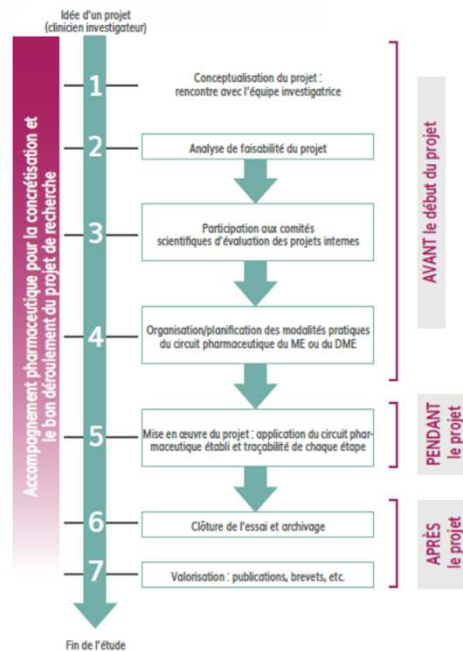 Idée d'un projet
(clinicien investigateur)
Accompagnement pharmaceutique pour la concrétisation et
le bon déroulement du projet de recherche
1
Conceptualisation du projet :
rencontre avec l'équipe investigatrice
2
Analyse de faisabilité du projet
3
Participation aux comités
scientifiques d'évaluation des projets internes
4
Organisation/planification des modalités pratiques
du circuit pharmaceutique du ME ou du DME
AVANT le début du projet
5
Mise en œuvre du projet : application du circuit phar-
maceutique établi et traçabilité de chaque étape
PENDANT
le projet
6
Clôture de l'essai et archivage
7
Valorisation : publications, brevets, etc.
APRÈS
le projet
Fin de l'étude